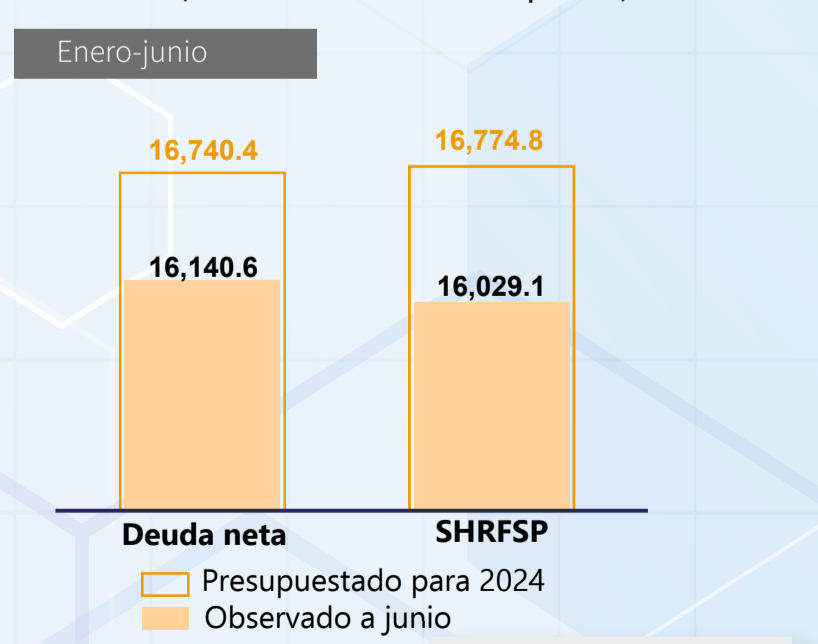 Enero-junio
16,740.4
16,774.8
16,140.6
16,029.1
Deuda neta
SHRFSP
Presupuestado para 2024
Observado a junio